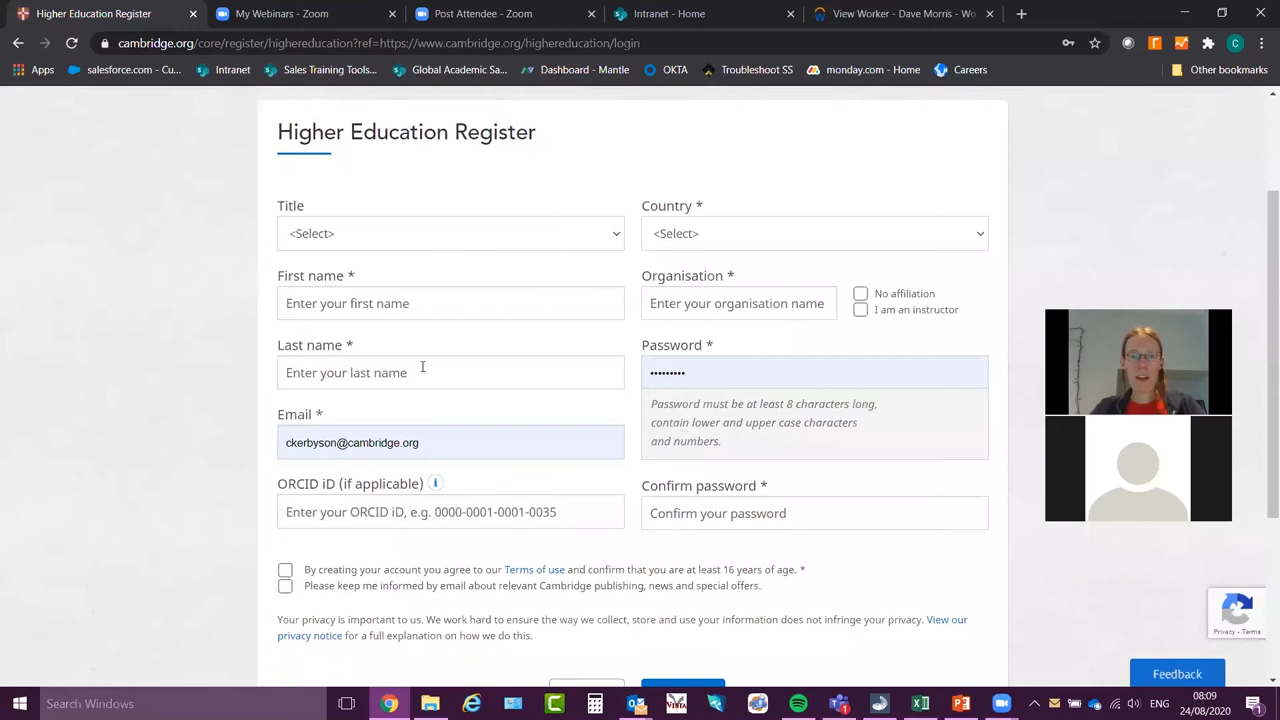 Higher Education Register
My Webinars - Zoom
Post Attendee - Zoom
Intranet - Home
View Worker - Dave Morris - Wo
cambridge.org/core/register/highereducation?ref=https://www.cambridge.org/highereducation/login
C
Apps
salesforce.com - Cu...
Intranet
Sales Training Tool...
Global Academic Sa...
Dashboard - Mantle
OKTA
Troubleshoot SS
monday.com - Home
Careers
Other bookmarks
Higher Education Register
Title
<Select>
Country *
<Select>
First name *
Enter your first name
Organisation *
Enter your organisation name
No affiliation
I am an instructor
Last name *
Enter your last name
Password *
Password must be at least 8 characters long,
contain lower and upper case characters
and numbers.
Email *
ckerbyson@cambridge.org
ORCID iD (if applicable)
Enter your ORCID iD, e.g. 0000-0001-0001-0035
Confirm password *
Confirm your password
By creating your account you agree to our Terms of use and confirm that you are at least 16 years of age. *
Please keep me informed by email about relevant Cambridge publishing, news and special offers.
Your privacy is important to us. We work hard to ensure the way we collect, store and use your information does not infringe your privacy. View our
privacy notice for a full explanation on how we do this.
Privacy - Terms
Feedback
Search Windows
ENG
08:09
24/08/2020